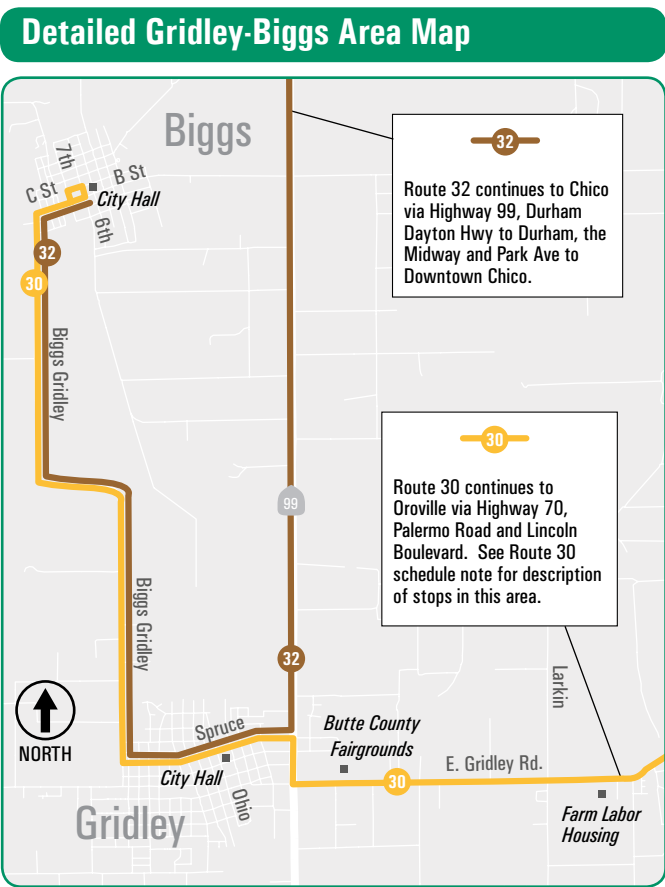 Detailed Gridley-Biggs Area Map
Biggs
7th
B St
C St
City Hall
6th
32
30
Biggs Gridley
32
Route 32 continues to Chico
via Highway 99, Durham
Dayton Hwy to Durham, the
Midway and Park Ave to
Downtown Chico.
30
Route 30 continues to
Oroville via Highway 70,
Palermo Road and Lincoln
Boulevard. See Route 30
schedule note for description
of stops in this area.
99
Biggs Gridley
32
Larkin
NORTH
Spruce
Butte County
Fairgrounds
City Hall
E. Gridley Rd.
30
Ohio
Gridley
Farm Labor
Housing